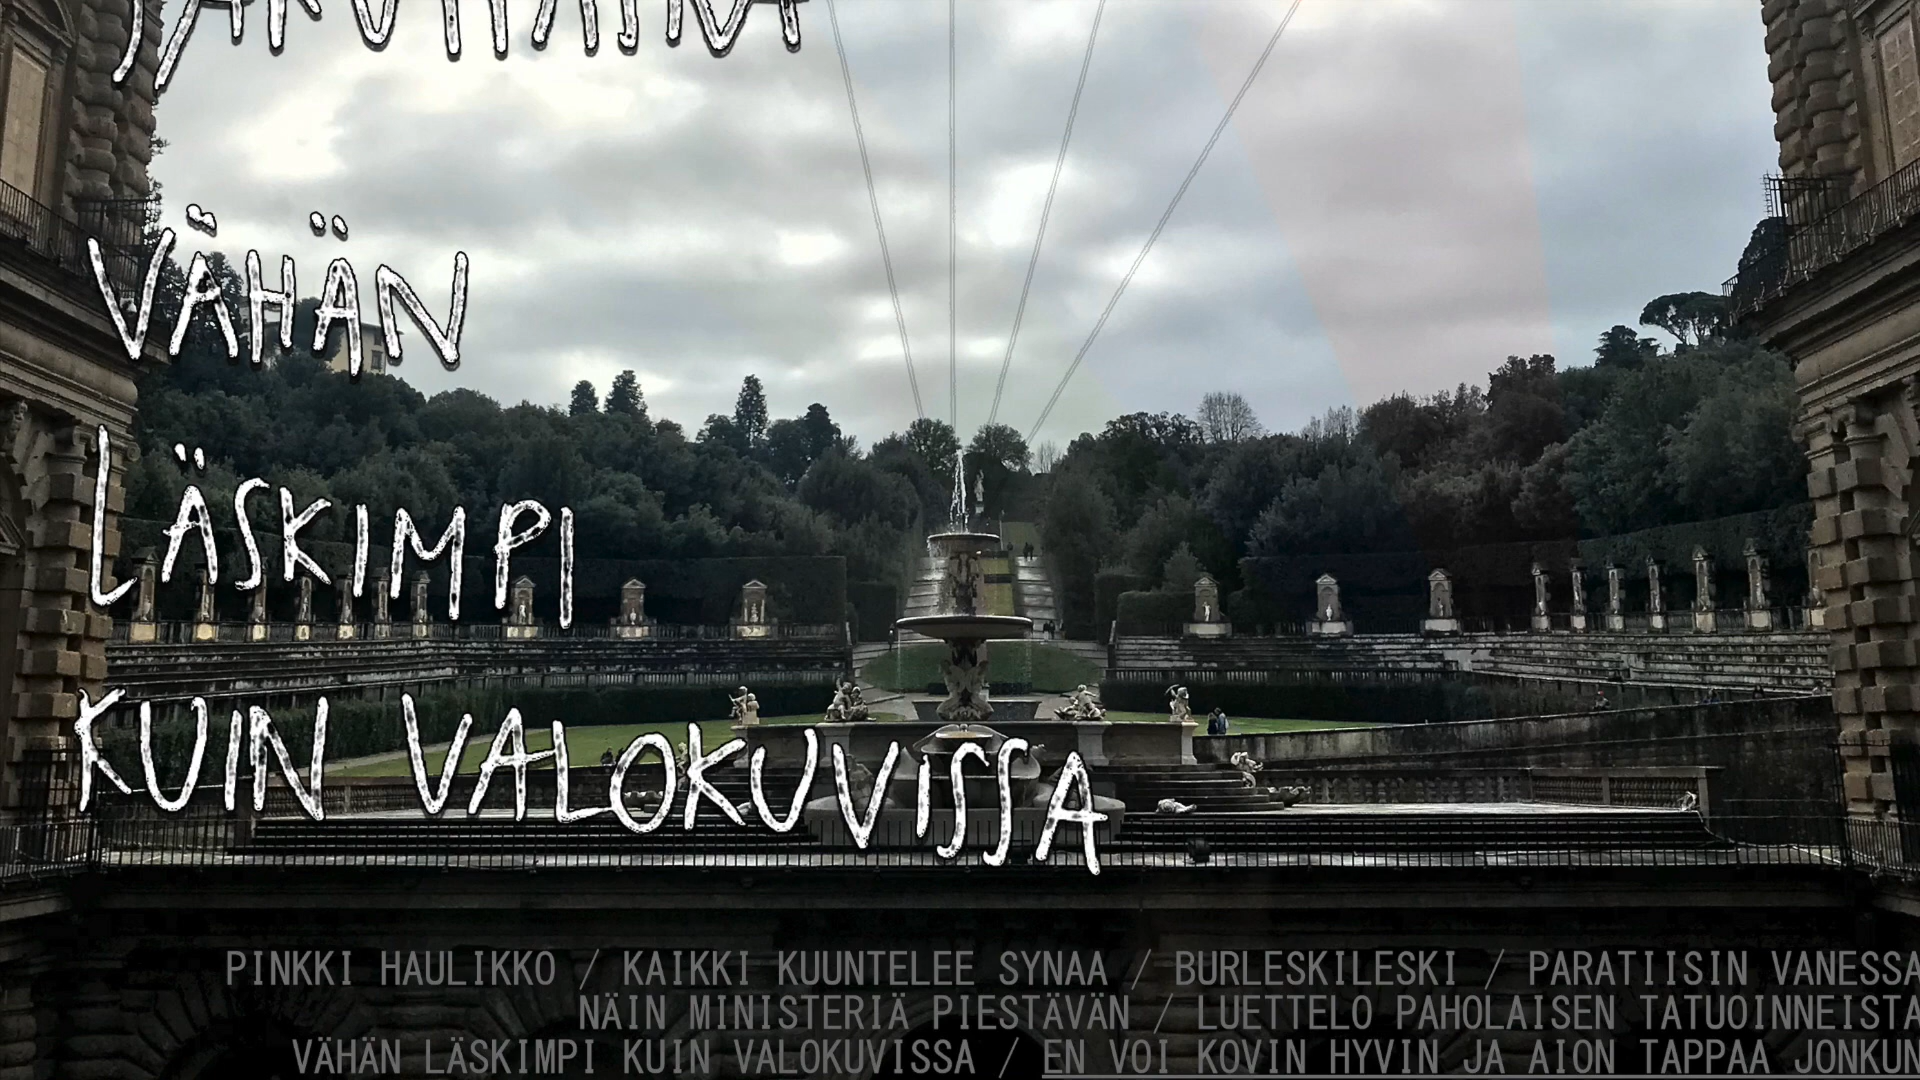 VÄHÄN
LÄSKIMPI
KUIN VALOKUVISSA
PINKKI HAULIKKO / KAIKKI KUUNTELEE SYNAA / BURLESKILESKI / PARATIISIN VANESSA
NÄIN MINISTERIÄ PIESTÄVÄN / LUETTELO PAHOLAISEN TATUOINNEISTA
VÄHÄN LÄSKIMPI KUIN VALOKUVISSA / EN VOI KOVIN HYVIN JA AION TAPPAA JONKUN